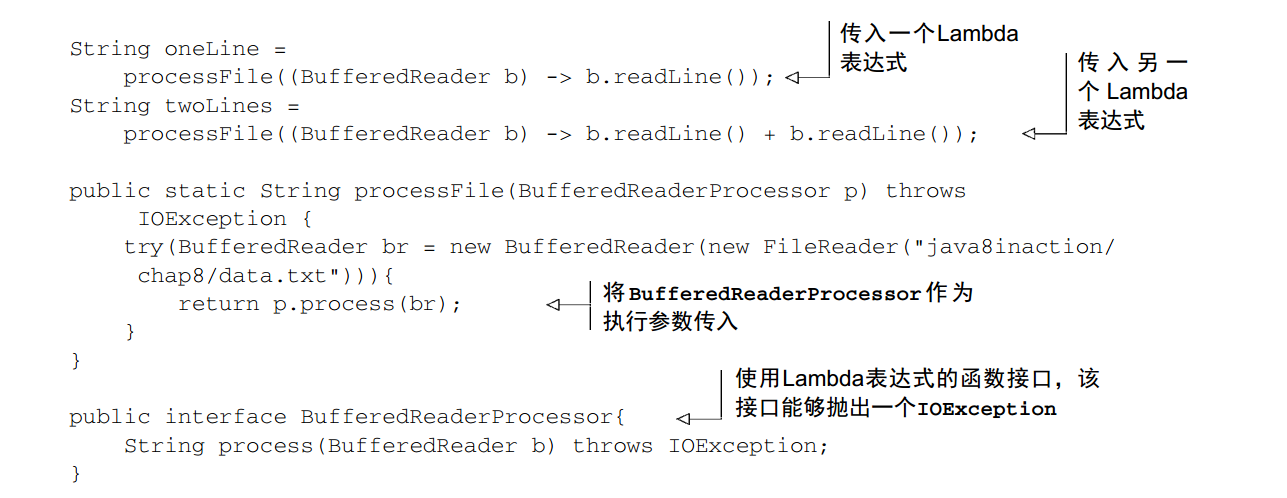 String oneLine =
processFile((BufferedReader b) -> b.readLine());
传入一个Lambda
表达式
String twoLines =
processFile((BufferedReader b) -> b.readLine() + b.readLine());
传入另一
个 Lambda
表达式
public static String processFile(BufferedReaderProcessor p) throws
IOException {
try(BufferedReader br = new BufferedReader(new FileReader("java8inaction/
chap8/data.txt"))){
return p.process(br);
将BufferedReaderProcessor作为
执行参数传入
}
}
使用Lambda表达式的函数接口，该
接口能够抛出一个IOException
public interface BufferedReaderProcessor{
String process(BufferedReader b) throws IOException;
}